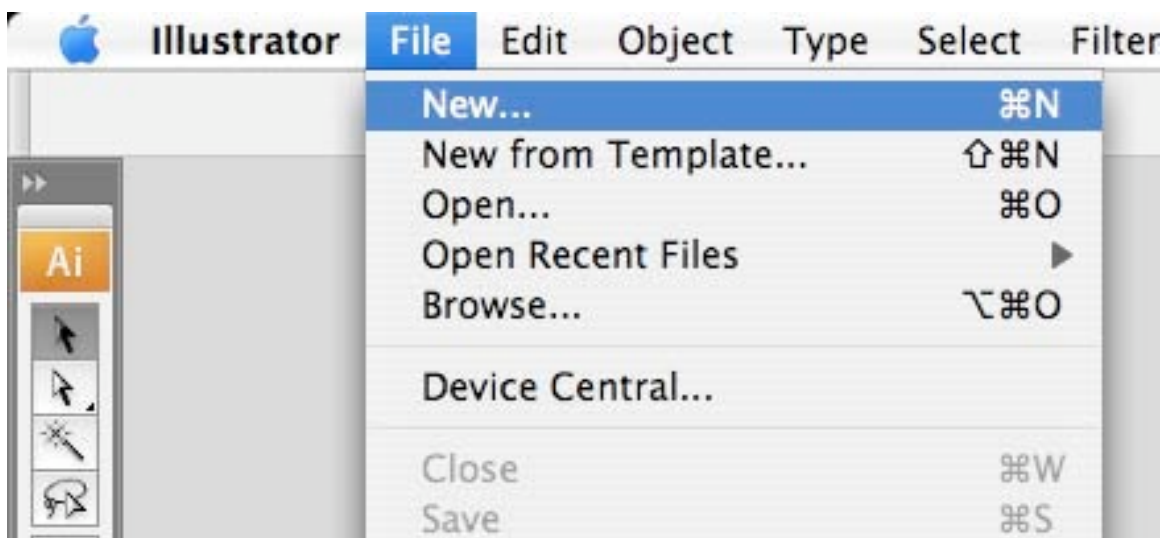 Illustrator File Edit Object Type Select Filter
New... ⌘N
New from Template... ⇧⌘N
Open... ⌘O
Open Recent Files ▶
Browse... ⌥⌘O
Device Central...
Close ⌘W
Save ⌘S
Ai